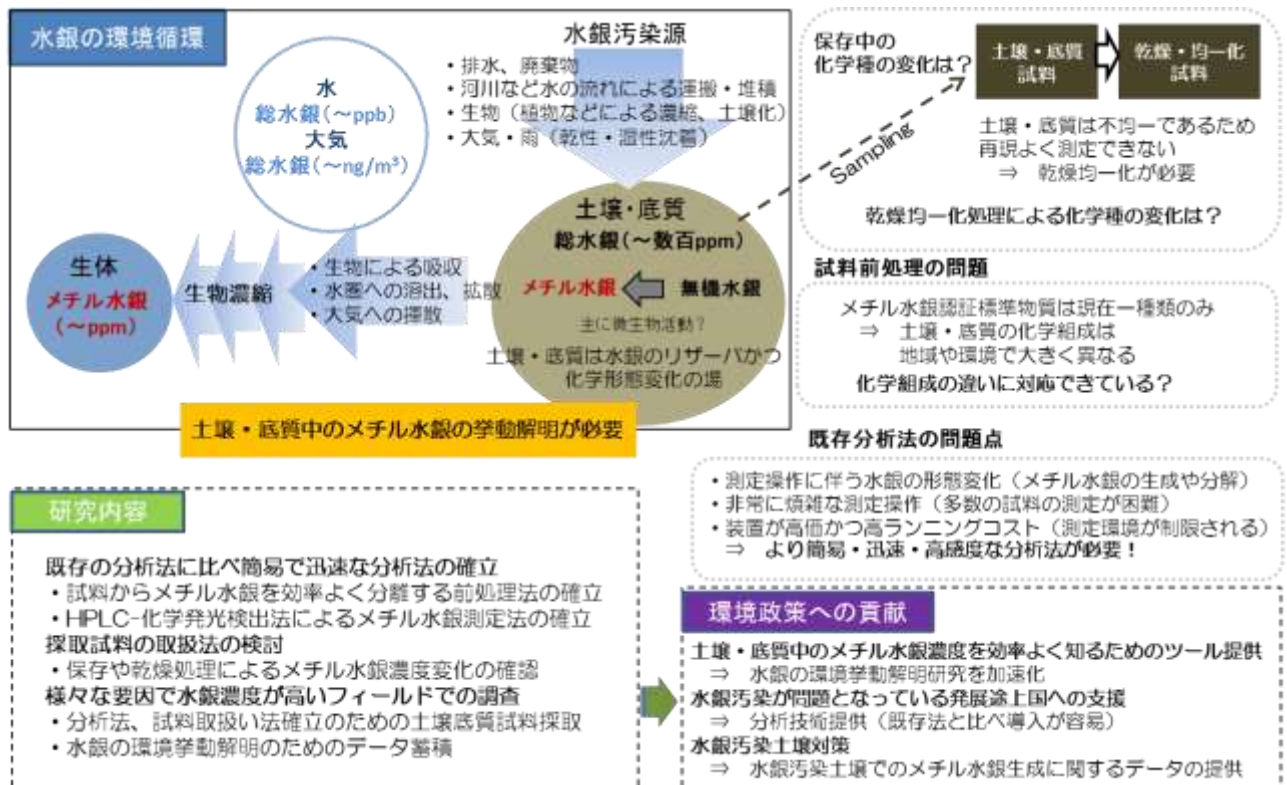 水銀の環境循環
水
総水銀(～ppb)
大気
総水銀(～ng/m³)
水銀汚染源
・排水、廃棄物
・河川など水の流れによる運搬・堆積
・生物（植物などによる濃縮、土壌化）
・大気・雨（乾性・湿性沈着）
土壌・底質
総水銀(～数百ppm)
メチル水銀
無機水銀
主に微生物活動？
土壌・底質は水銀のリザーバかつ
化学形態変化の場
・生物による吸収
・水圏への溶出、拡散
・大気への揮散
生物濃縮
生体
メチル水銀
(～ppm)
土壌・底質中のメチル水銀の挙動解明が必要
Sampling
保存中の
化学種の変化は？
土壌・底質
試料
乾燥・均一化
試料
土壌・底質は不均一であるため
再現よく測定できない
⇒ 乾燥均一化が必要
乾燥均一化処理による化学種の変化は？
試料前処理の問題
メチル水銀認証標準物質は現在一種類のみ
⇒ 土壌・底質の化学組成は
地域や環境で大きく異なる
化学組成の違いに対応できている？
既存分析法の問題点
・測定操作に伴う水銀の形態変化（メチル水銀の生成や分解）
・非常に煩雑な測定操作（多数の試料の測定が困難）
・装置が高価かつ高ランニングコスト（測定環境が制限される）
⇒ より簡易・迅速・高感度な分析法が必要！
研究内容
既存の分析法に比べ簡易で迅速な分析法の確立
・試料からメチル水銀を効率よく分離する前処理法の確立
・HPLC-化学発光検出法によるメチル水銀測定法の確立
採取試料の取扱法の検討
・保存や乾燥処理によるメチル水銀濃度変化の確認
様々な要因で水銀濃度が高いフィールドでの調査
・分析法、試料取扱い法確立のための土壌底質試料採取
・水銀の環境挙動解明のためのデータ蓄積
環境政策への貢献
土壌・底質中のメチル水銀濃度を効率よく知るためのツール提供
⇒ 水銀の環境挙動解明研究を加速化
水銀汚染が問題となっている発展途上国への支援
⇒ 分析技術提供（既存法と比べ導入が容易）
水銀汚染土壌対策
⇒ 水銀汚染土壌でのメチル水銀生成に関するデータの提供